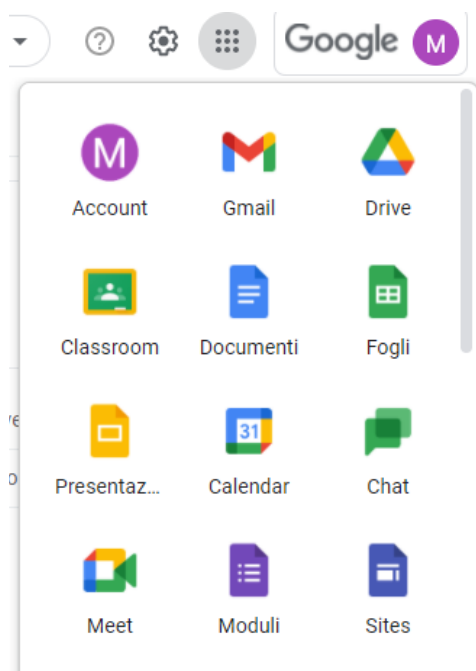 Google M
M
Account Gmail Drive
Classroom Documenti Fogli
31
Presentaz... Calendar Chat
Meet Moduli Sites